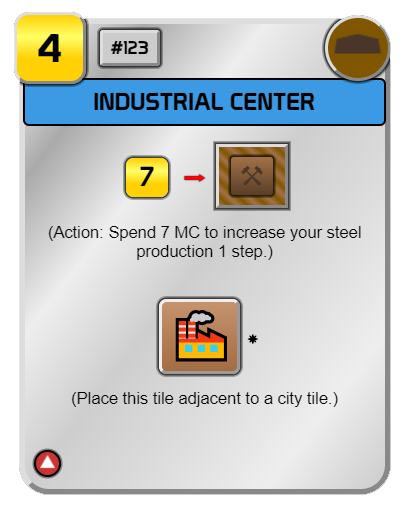 4
#123
INDUSTRIAL CENTER
7
(Action: Spend 7 MC to increase your steel
production 1 step.)
*
(Place this tile adjacent to a city tile.)